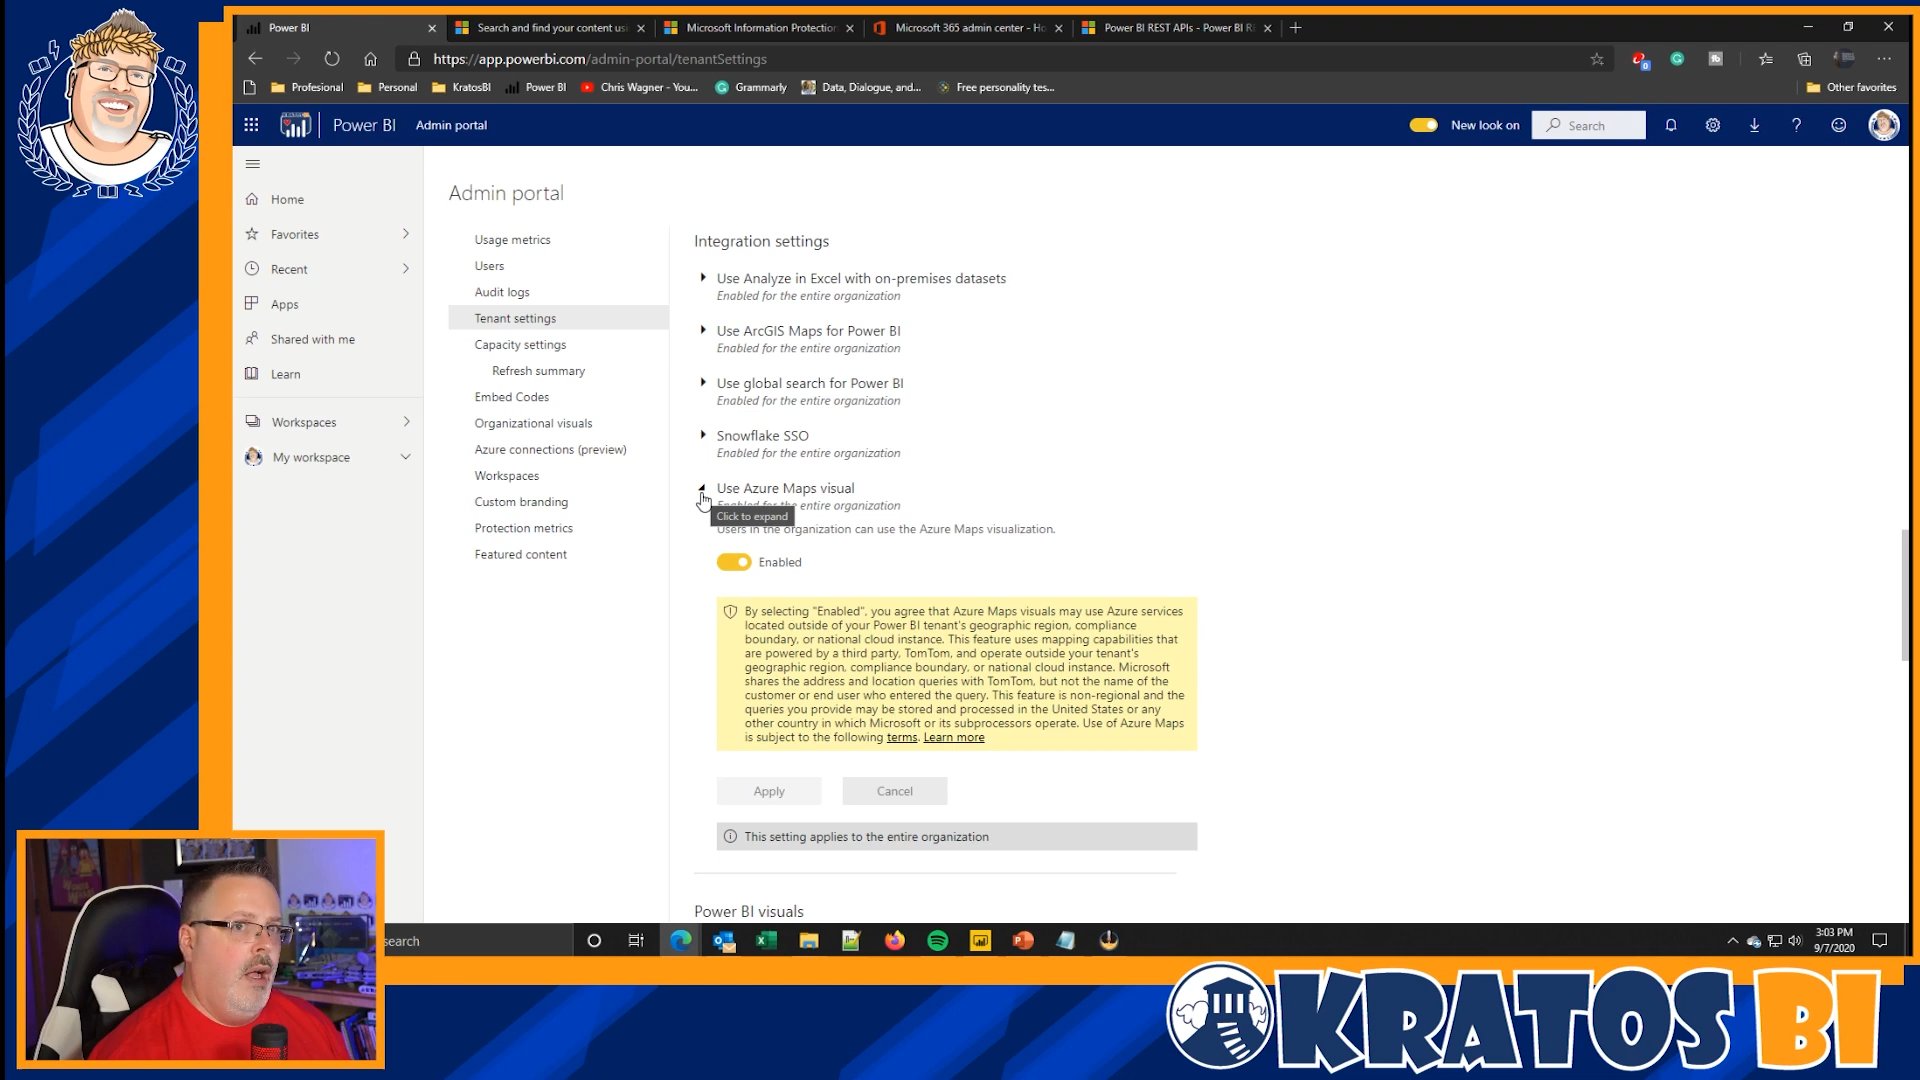 Power BI
Search and find your content usi
Microsoft Information Protection
Microsoft 365 admin center - Ho
Power BI REST APIs - Power BI RE
https://app.powerbi.com/admin-portal/tenantSettings
Profesional
Personal
KratosBI
Power BI
Chris Wagner - You...
Grammarly
Data, Dialogue, and...
Free personality tes...
Other favorites
Power BI
Admin portal
New look on
Search
Home
Favorites
Recent
Apps
Shared with me
Learn
Workspaces
My workspace
Admin portal
Usage metrics
Users
Audit logs
Tenant settings
Capacity settings
Refresh summary
Embed Codes
Organizational visuals
Azure connections (preview)
Workspaces
Custom branding
Protection metrics
Featured content
Integration settings
Use Analyze in Excel with on-premises datasets
Enabled for the entire organization
Use ArcGIS Maps for Power BI
Enabled for the entire organization
Use global search for Power BI
Enabled for the entire organization
Snowflake SSO
Enabled for the entire organization
Use Azure Maps visual
Enabled for the entire organization
Click to expand
Users in the organization can use the Azure Maps visualization.
Enabled
By selecting "Enabled", you agree that Azure Maps visuals may use Azure services
located outside of your Power BI tenant's geographic region, compliance
boundary, or national cloud instance. This feature uses mapping capabilities that
are powered by a third party, TomTom, and operate outside your tenant's
geographic region, compliance boundary, or national cloud instance. Microsoft
shares the address and location queries with TomTom, but not the name of the
customer or end user who entered the query. This feature is non-regional and the
queries you provide may be stored and processed in the United States or any
other country in which Microsoft or its subprocessors operate. Use of Azure Maps
is subject to the following terms. Learn more
Apply
Cancel
This setting applies to the entire organization
Power BI visuals
search
3:03 PM
9/7/2020
KRATOS BI